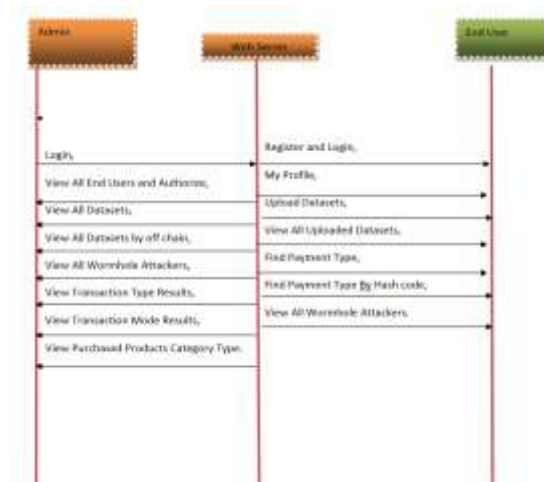 Admin
Web Server
End User
Login,
View All End Users and Authorize,
View All Datasets,
View All Datasets by off chain,
View All Wormhole Attackers,
View Transaction Type Results,
View Transaction Mode Results,
View Purchased Products Category Type.
Register and Login,
My Profile,
Upload Datasets,
View All Uploaded Datasets,
Find Payment Type,
Find Payment Type By Hash code,
View All Wormhole Attackers.